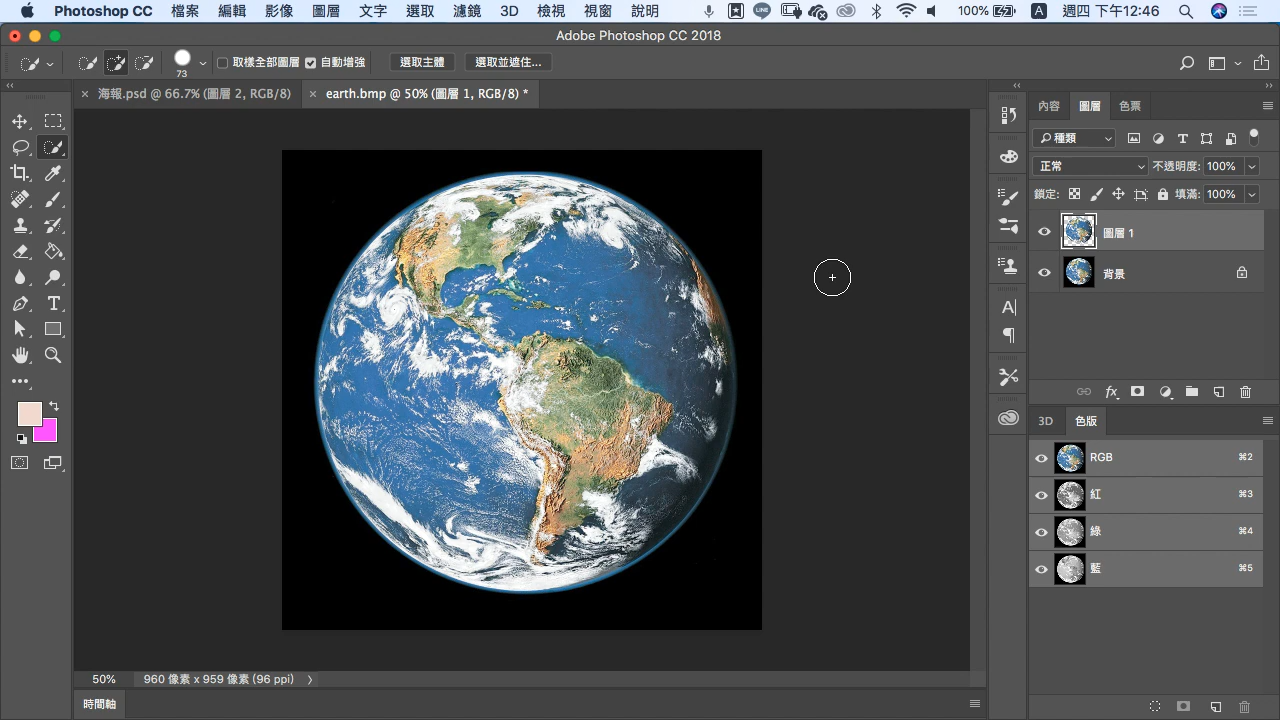 Photoshop CC 檔案 編輯 影像 圖層 文字 選取 濾鏡 3D 檢視 視窗 說明 LINE 100% A 週四 下午12:46
Adobe Photoshop CC 2018
73 取樣全部圖層 自動增強 選取主體 選取並遮住...
海報.psd @ 66.7% (圖層 2, RGB/8)
earth.bmp @ 50% (圖層 1, RGB/8) *
內容 圖層 色票
種類
正常 不透明度: 100%
鎖定: 填滿: 100%
圖層 1
背景
fx
3D 色版
RGB ⌘2
紅 ⌘3
綠 ⌘4
藍 ⌘5
50% 960 像素 x 959 像素 (96 ppi)
時間軸